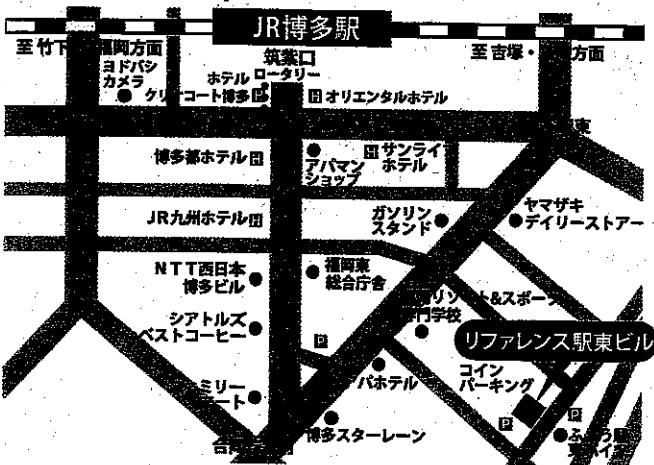 JR博多駅
至 竹下
福岡方面
筑紫口
至 吉塚・
方面
ヨドバシ
カメラ
ホテル
ロータリー
クリオコート博多
オリエンタルホテル
東
博多都ホテル
アパマン
ショップ
サンライ
ホテル
JR九州ホテル
ガソリン
スタンド
ヤマザキ
デイリーストアー
NTT西日本
博多ビル
福岡東
総合庁舎
シアトルズ
ベストコーヒー
リゾート&スポーツ
専門学校
P
リファレンス駅東ビル
コイン
パーキング
パホテル
ミリー
ート
博多スターレーン
P
P